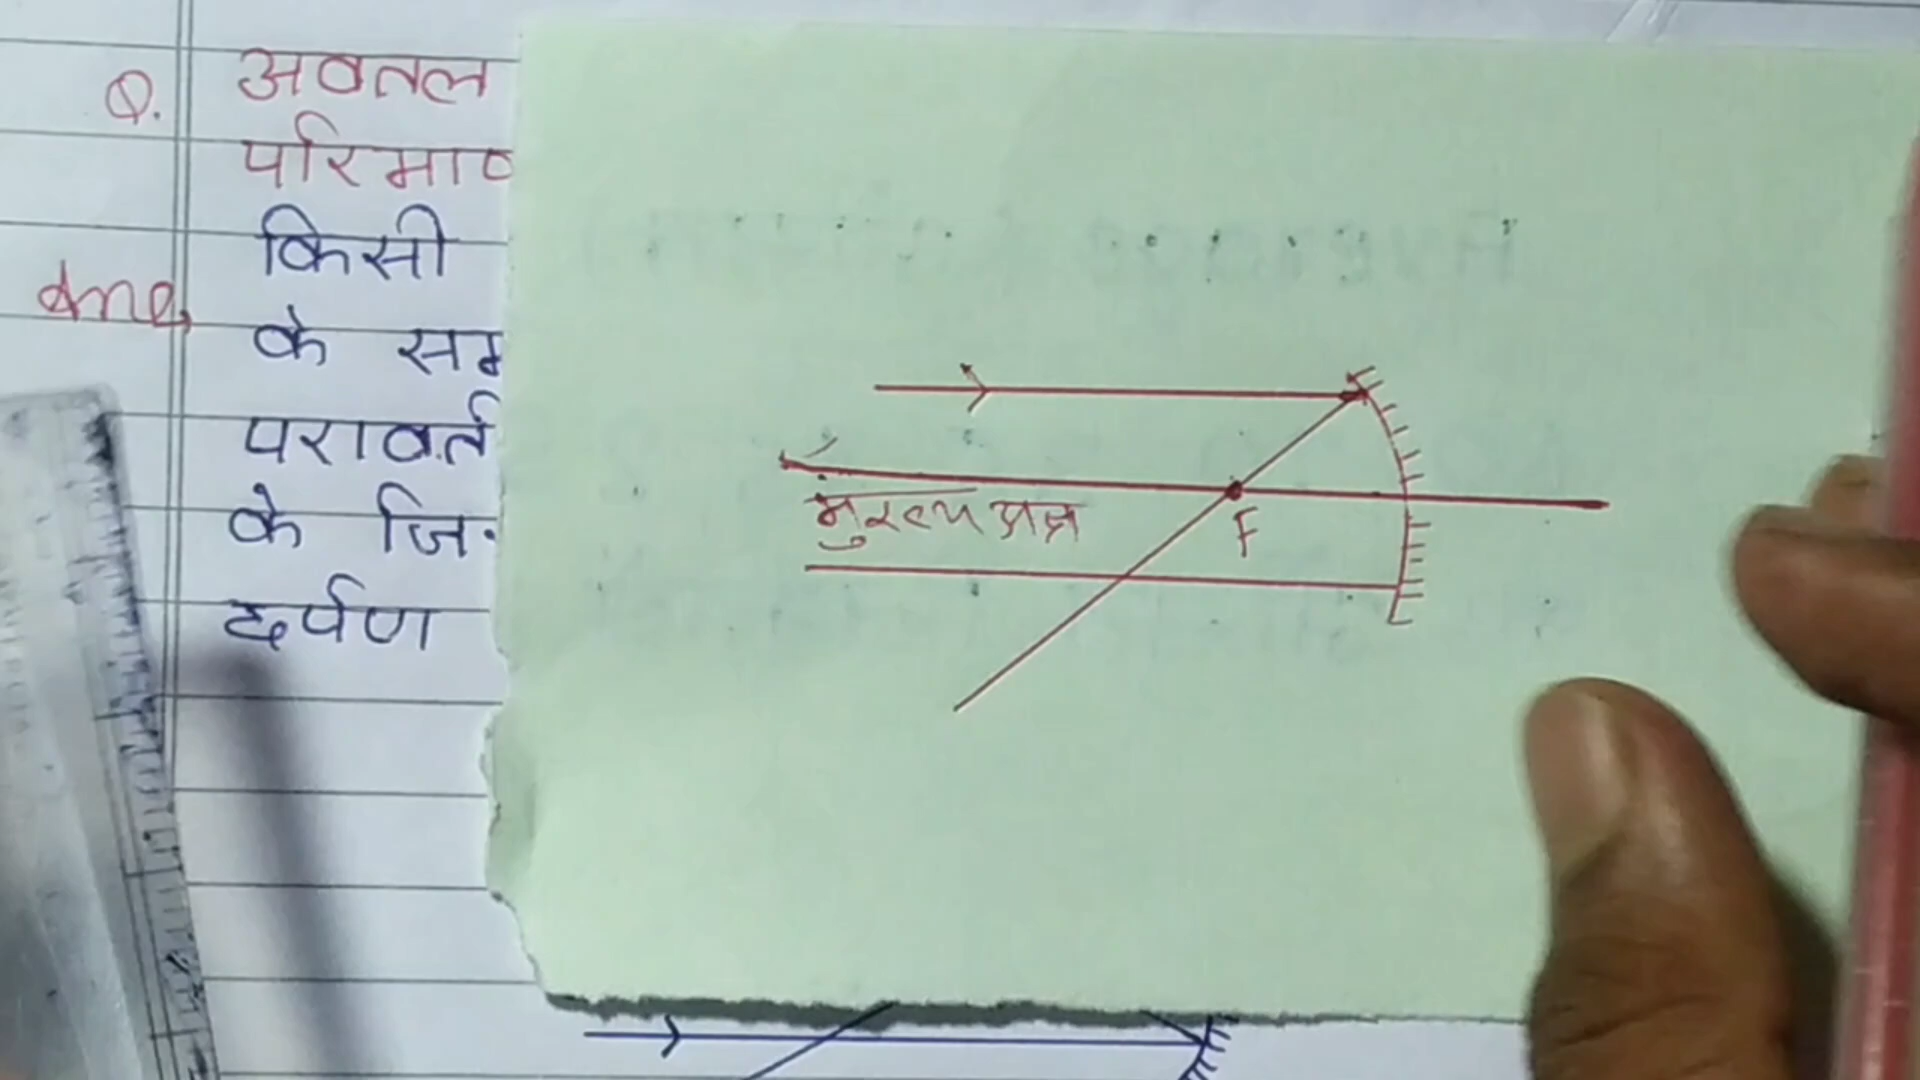 Q. अवतल
परिभाष
किसी
Ans
के सम
परावर्त
के जि
दर्पण
मुख्य अक्ष
F